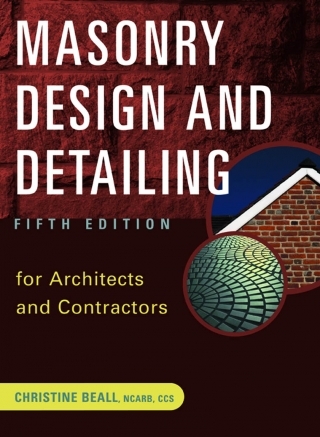 MASONRY
DESIGN AND
DETAILING
FIFTH EDITION
for Architects
and Contractors
CHRISTINE BEALL, NCARB, CCS